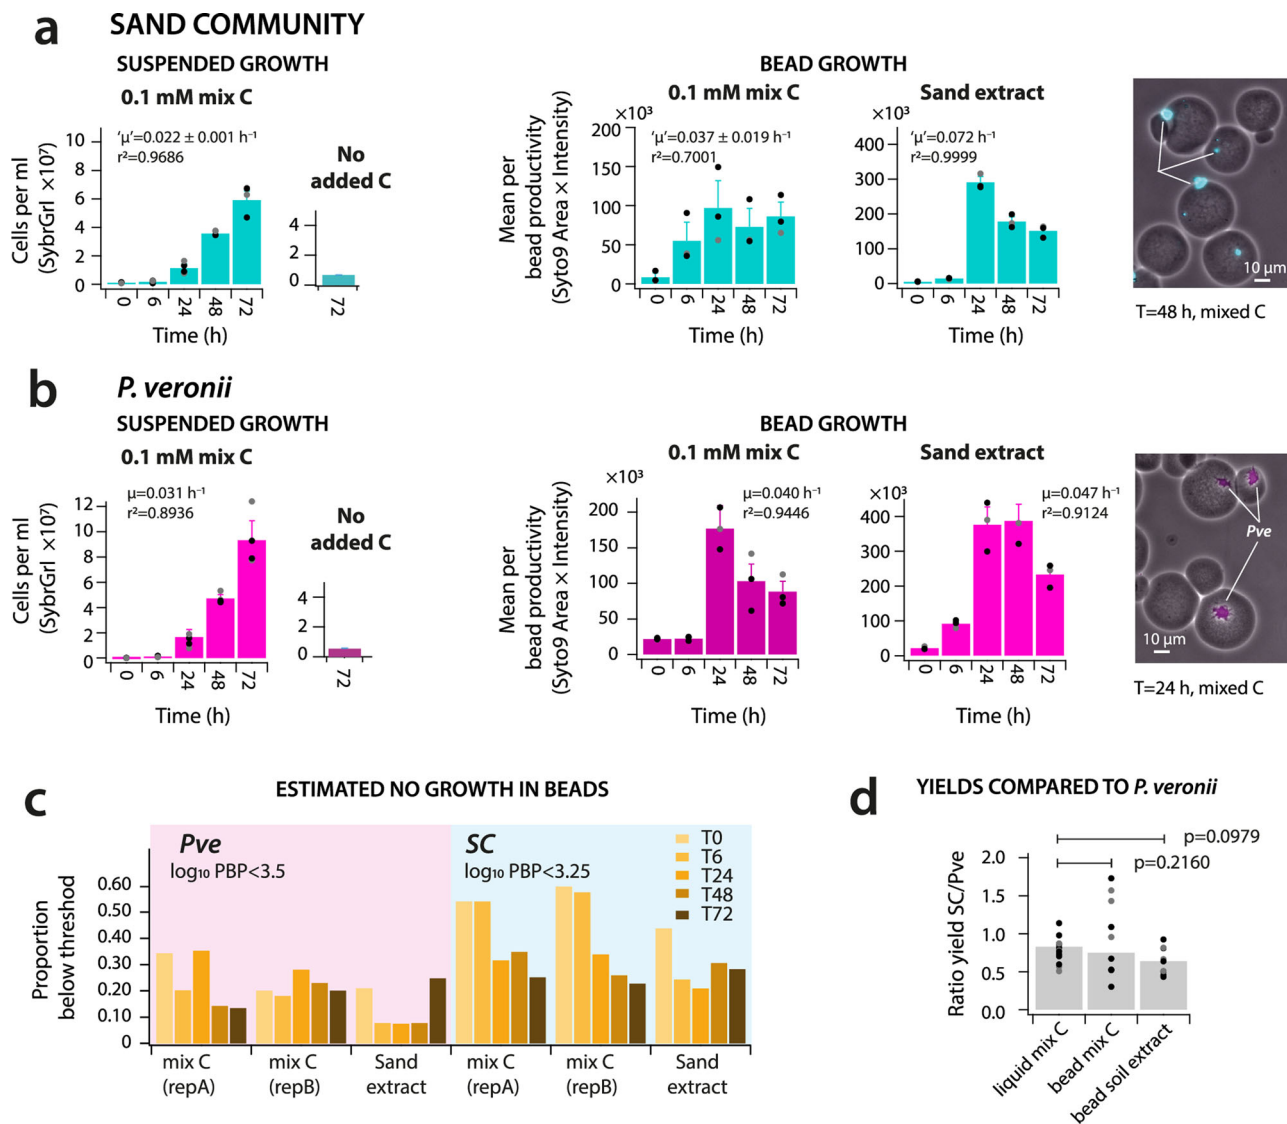 a SAND COMMUNITY
SUSPENDED GROWTH
0.1 mM mix C
Cells per ml
(SybrGrI ×10⁷)
10
8
6
4
2
0
'μ'=0.022 ± 0.001 h⁻¹
r²=0.9686
0 6 24 48 72
Time (h)
No
added C
4
2
0
72
BEAD GROWTH
0.1 mM mix C
Mean per
bead productivity
(Syto9 Area × Intensity)
×10³
200
150
100
50
0
'μ'=0.037 ± 0.019 h⁻¹
r²=0.7001
0 6 24 48 72
Time (h)
Sand extract
×10³
400
300
200
100
0
'μ'=0.072 h⁻¹
r²=0.9999
0 6 24 48 72
Time (h)
10 μm
T=48 h, mixed C
b P. veronii
SUSPENDED GROWTH
0.1 mM mix C
Cells per ml
(SybrGrI ×10⁷)
12
10
8
6
4
2
0
μ=0.031 h⁻¹
r²=0.8936
0 6 24 48 72
Time (h)
No
added C
4
2
0
72
BEAD GROWTH
0.1 mM mix C
Mean per
bead productivity
(Syto9 Area × Intensity)
×10³
200
150
100
50
0
μ=0.040 h⁻¹
r²=0.9446
0 6 24 48 72
Time (h)
Sand extract
×10³
400
300
200
100
0
μ=0.047 h⁻¹
r²=0.9124
0 6 24 48 72
Time (h)
Pve
10 μm
T=24 h, mixed C
c ESTIMATED NO GROWTH IN BEADS
Proportion
below threshod
0.60
0.50
0.40
0.30
0.20
0.10
0
Pve
log₁₀ PBP<3.5
SC
log₁₀ PBP<3.25
T0
T6
T24
T48
T72
mix C
(repA)
mix C
(repB)
Sand
extract
mix C
(repA)
mix C
(repB)
Sand
extract
d YIELDS COMPARED TO P. veronii
p=0.0979
p=0.2160
Ratio yield SC/Pve
2.0
1.5
1.0
0.5
0.0
liquid mix C
bead mix C
bead soil extract